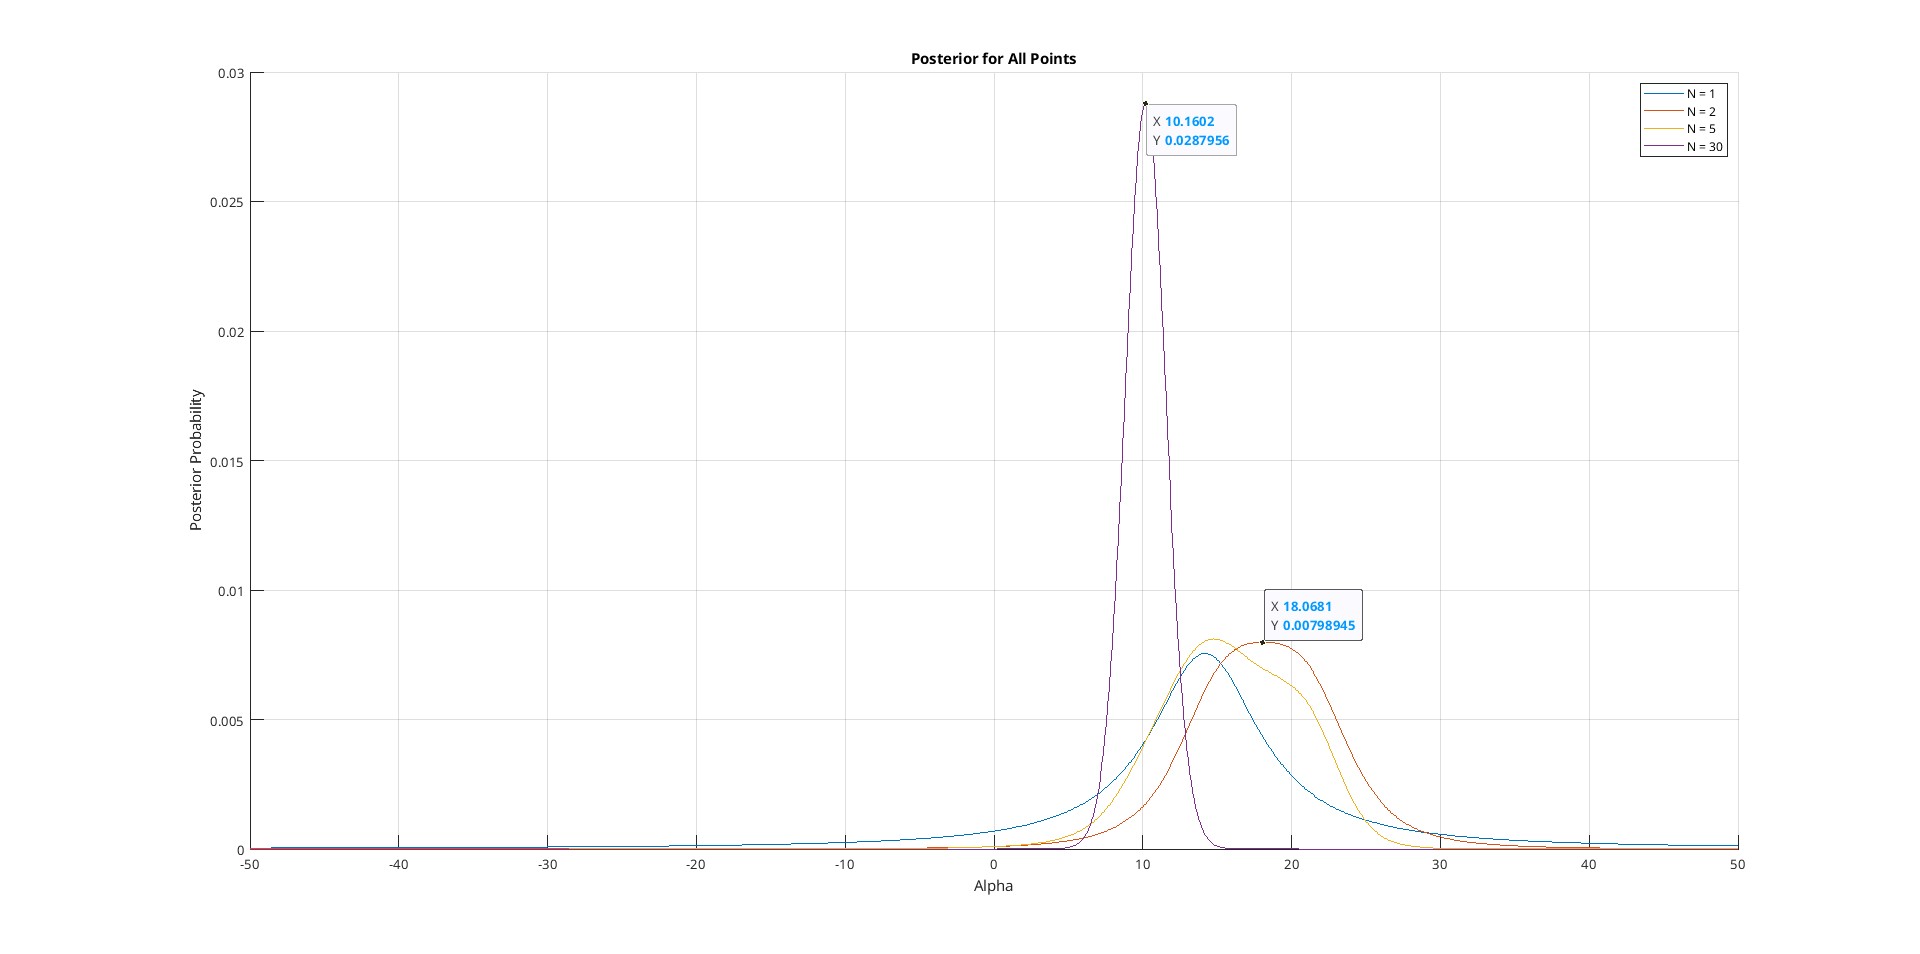 Posterior for All Points
0.03
0.025
0.02
0.015
0.01
0.005
0
Posterior Probability
N = 1
N = 2
N = 5
N = 30
X 10.1602
Y 0.0287956
X 18.0681
Y 0.00798945
-50 -40 -30 -20 -10 0 10 20 30 40 50
Alpha